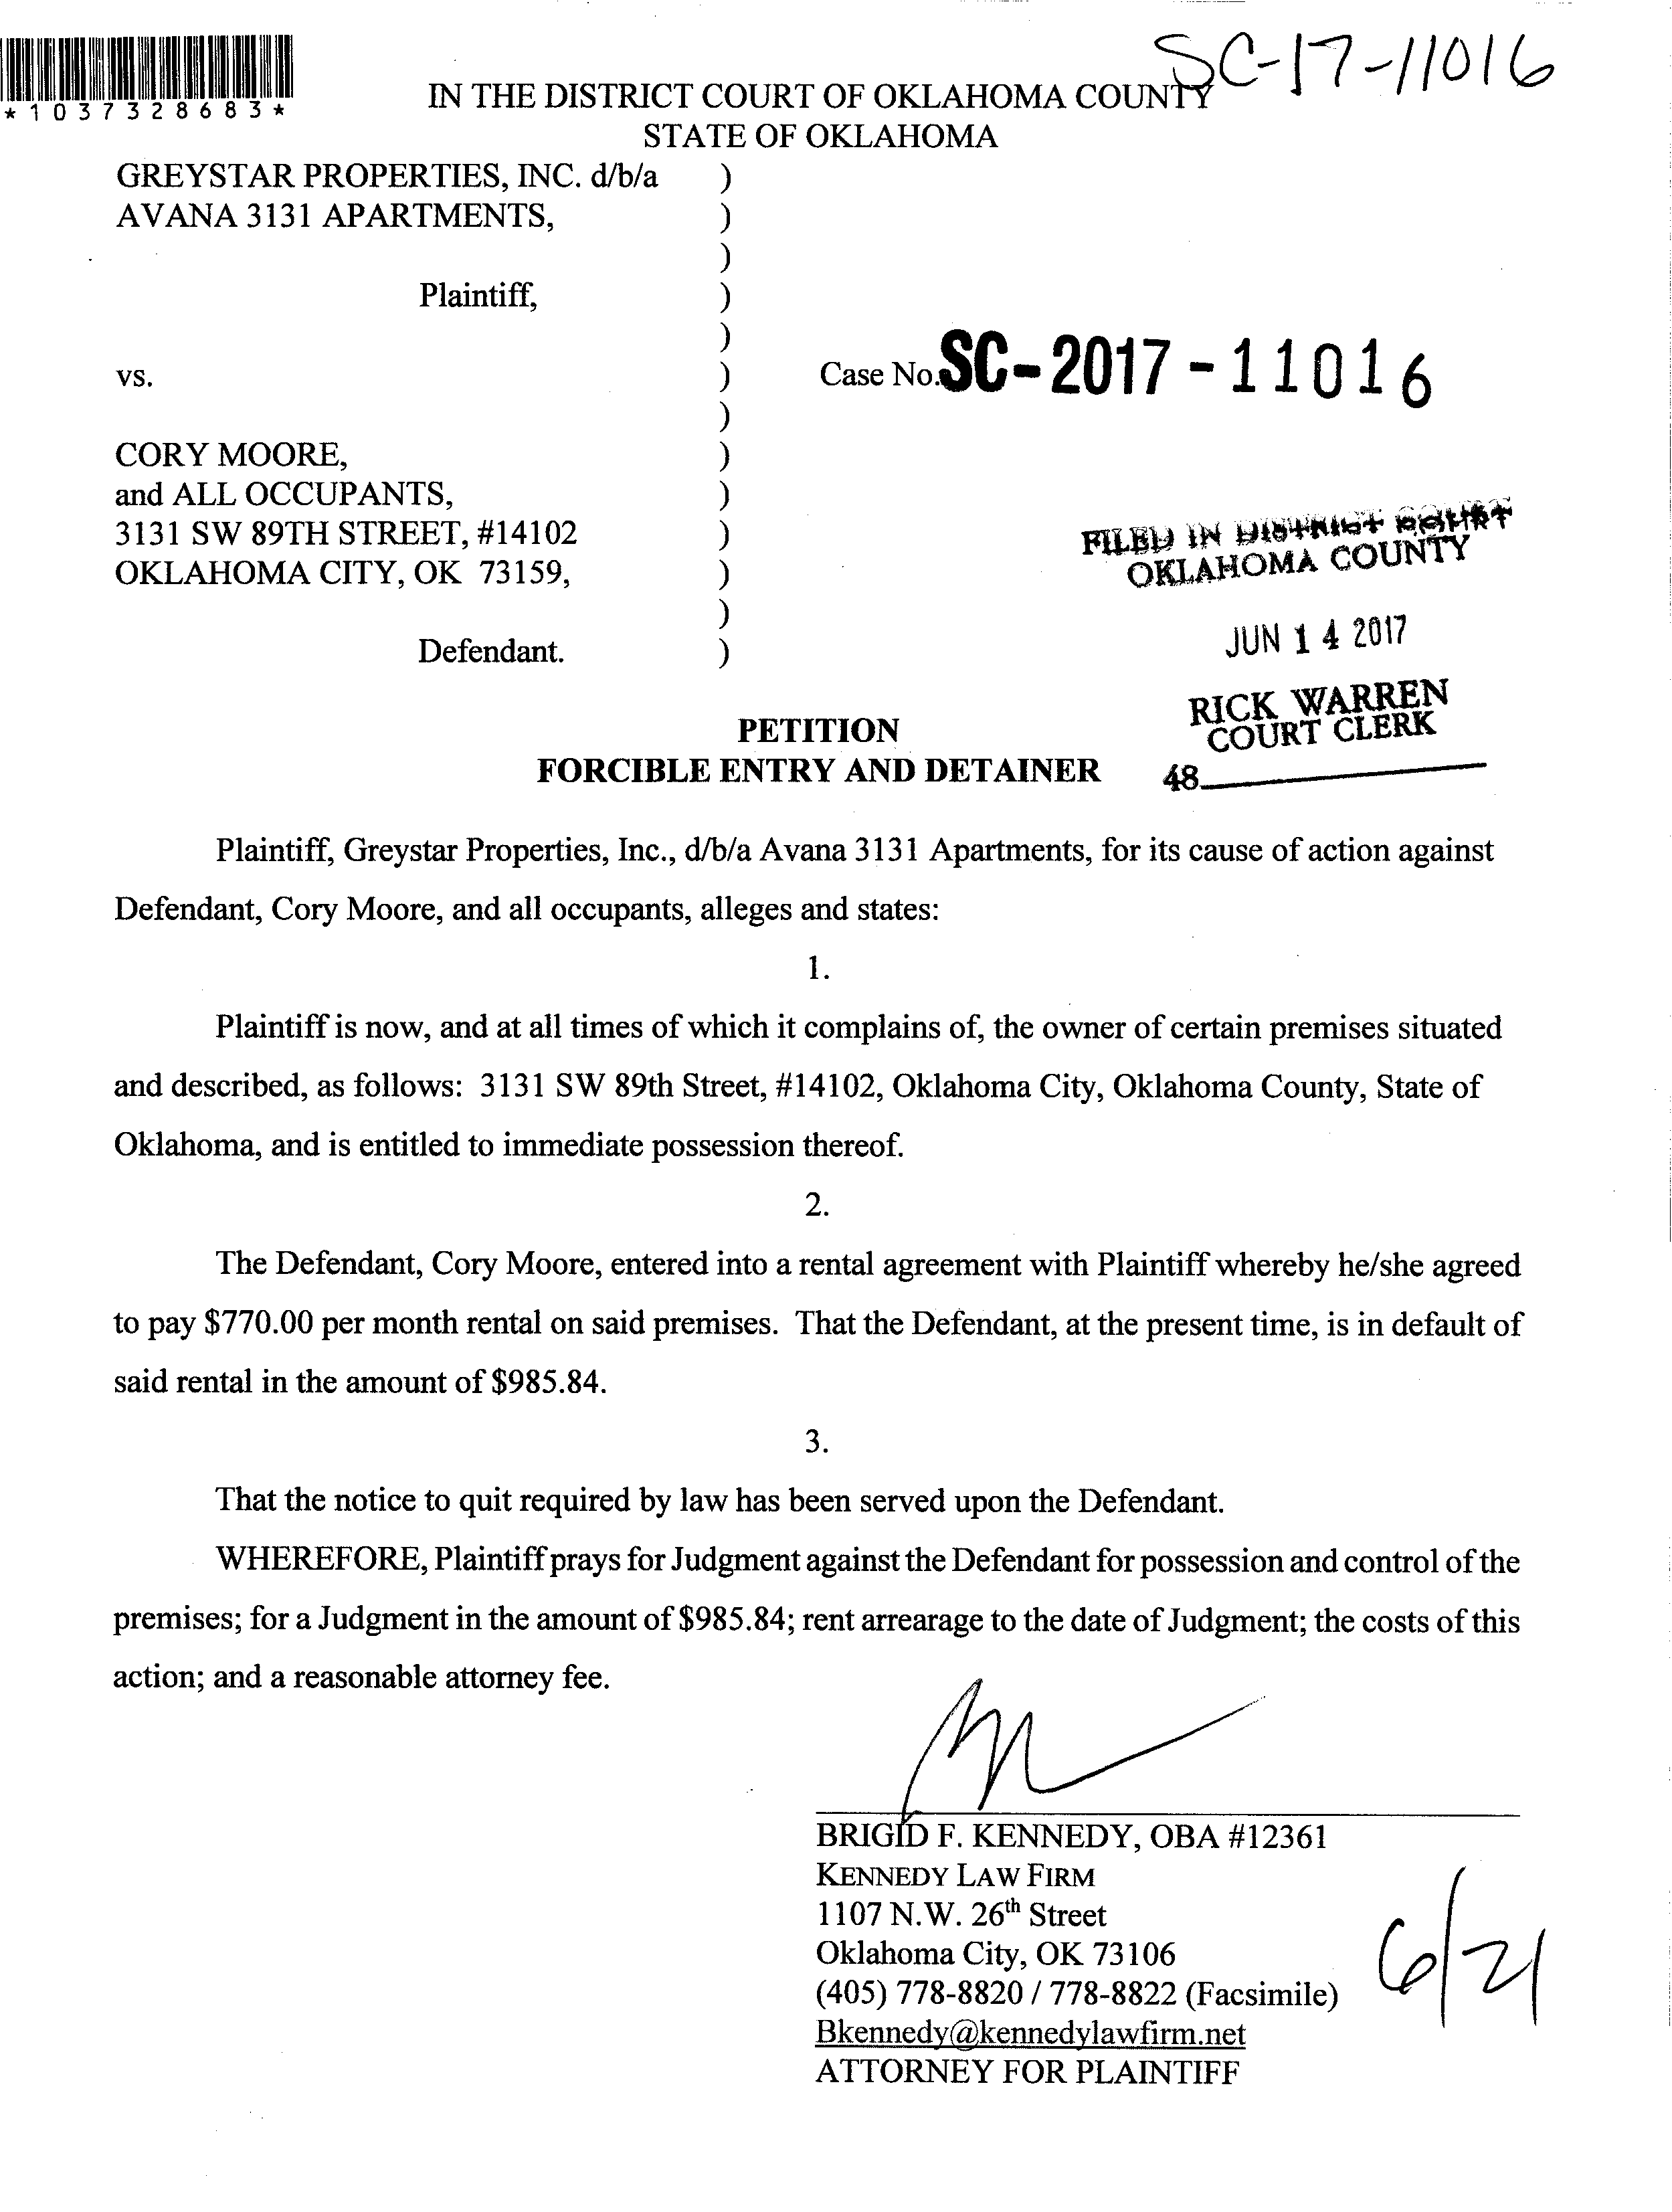 SC-17-11016
*1037328683*
IN THE DISTRICT COURT OF OKLAHOMA COUNTY
STATE OF OKLAHOMA
GREYSTAR PROPERTIES, INC. d/b/a )
AVANA 3131 APARTMENTS, )
)
Plaintiff, )
)
vs. ) Case No. SC-2017-11016
)
CORY MOORE, )
and ALL OCCUPANTS, )
3131 SW 89TH STREET, #14102 )
OKLAHOMA CITY, OK 73159, )
)
Defendant. )
FILED IN DISTRICT COURT
OKLAHOMA COUNTY
JUN 14 2017
RICK WARREN
COURT CLERK
48
PETITION
FORCIBLE ENTRY AND DETAINER
Plaintiff, Greystar Properties, Inc., d/b/a Avana 3131 Apartments, for its cause of action against
Defendant, Cory Moore, and all occupants, alleges and states:
1.
Plaintiff is now, and at all times of which it complains of, the owner of certain premises situated
and described, as follows: 3131 SW 89th Street, #14102, Oklahoma City, Oklahoma County, State of
Oklahoma, and is entitled to immediate possession thereof.
2.
The Defendant, Cory Moore, entered into a rental agreement with Plaintiff whereby he/she agreed
to pay $770.00 per month rental on said premises. That the Defendant, at the present time, is in default of
said rental in the amount of $985.84.
3.
That the notice to quit required by law has been served upon the Defendant.
WHEREFORE, Plaintiff prays for Judgment against the Defendant for possession and control of the
premises; for a Judgment in the amount of $985.84; rent arrearage to the date of Judgment; the costs of this
action; and a reasonable attorney fee.
BRIGID F. KENNEDY, OBA #12361
KENNEDY LAW FIRM
1107 N.W. 26th Street
Oklahoma City, OK 73106
(405) 778-8820 / 778-8822 (Facsimile)
Bkennedy@kennedylawfirm.net
ATTORNEY FOR PLAINTIFF
6/21